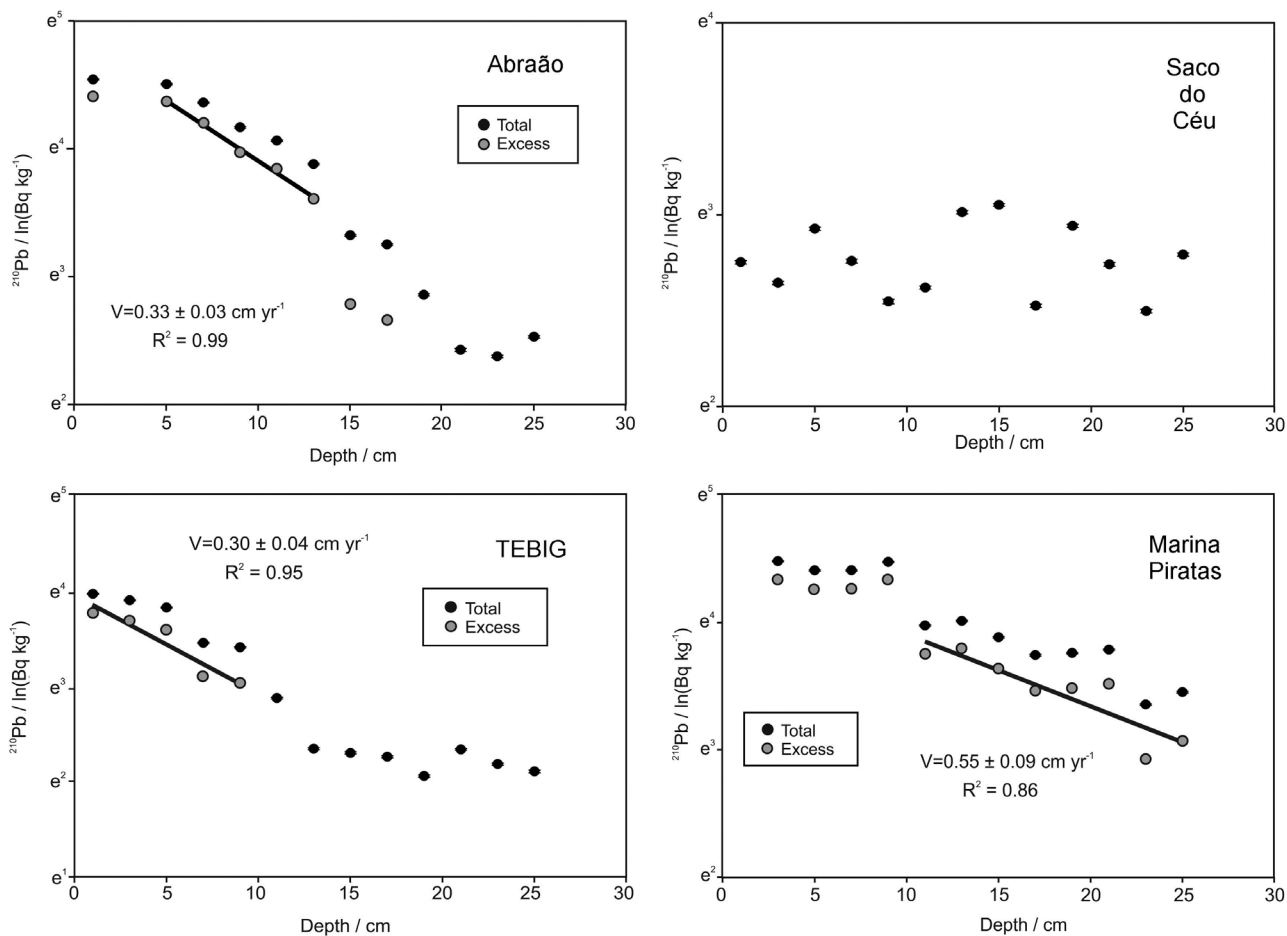 Abraão
e⁵
e⁴
e³
e²
²¹⁰Pb / ln(Bq kg⁻¹)
Total
Excess
V=0.33 ± 0.03 cm yr⁻¹
R² = 0.99
0 5 10 15 20 25 30
Depth / cm
Saco
do
Céu
e⁴
e³
e²
²¹⁰Pb / ln(Bq kg⁻¹)
0 5 10 15 20 25 30
Depth / cm
TEBIG
e⁵
e⁴
e³
e²
e¹
²¹⁰Pb / ln(Bq kg⁻¹)
V=0.30 ± 0.04 cm yr⁻¹
R² = 0.95
Total
Excess
0 5 10 15 20 25 30
Depth / cm
Marina
Piratas
e⁵
e⁴
e³
e²
²¹⁰Pb / ln(Bq kg⁻¹)
Total
Excess
V=0.55 ± 0.09 cm yr⁻¹
R² = 0.86
0 5 10 15 20 25 30
Depth / cm